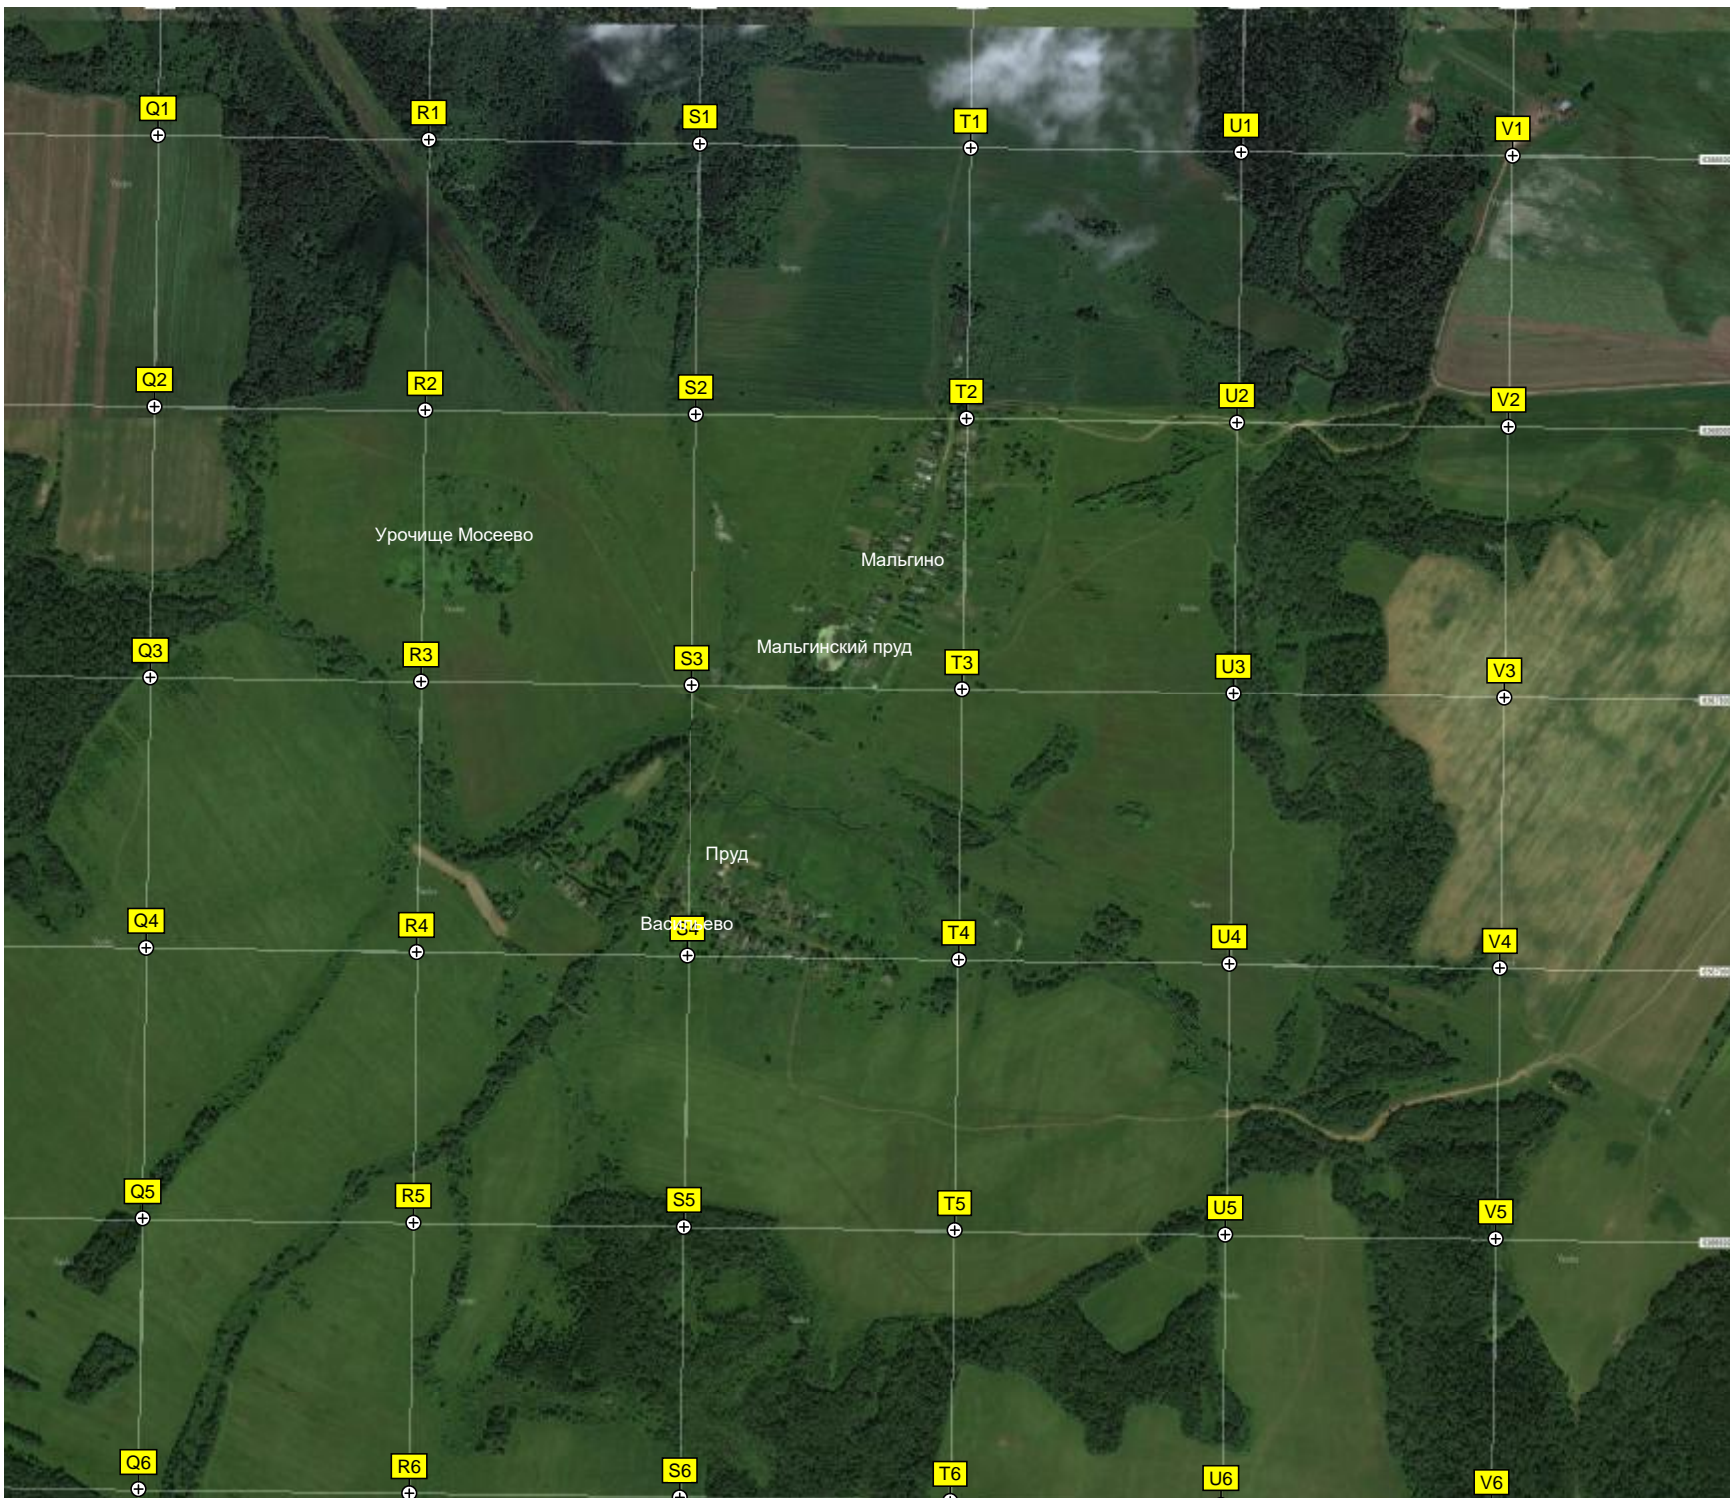 Q1
R1
S1
T1
U1
V1
Q2
R2
S2
T2
U2
V2
Урочище Мосеево
Мальгино
Мальгинский пруд
Q3
R3
S3
T3
U3
V3
Пруд
Васильево
Q4
R4
S4
T4
U4
V4
Q5
R5
S5
T5
U5
V5
Q6
R6
S6
T6
U6
V6